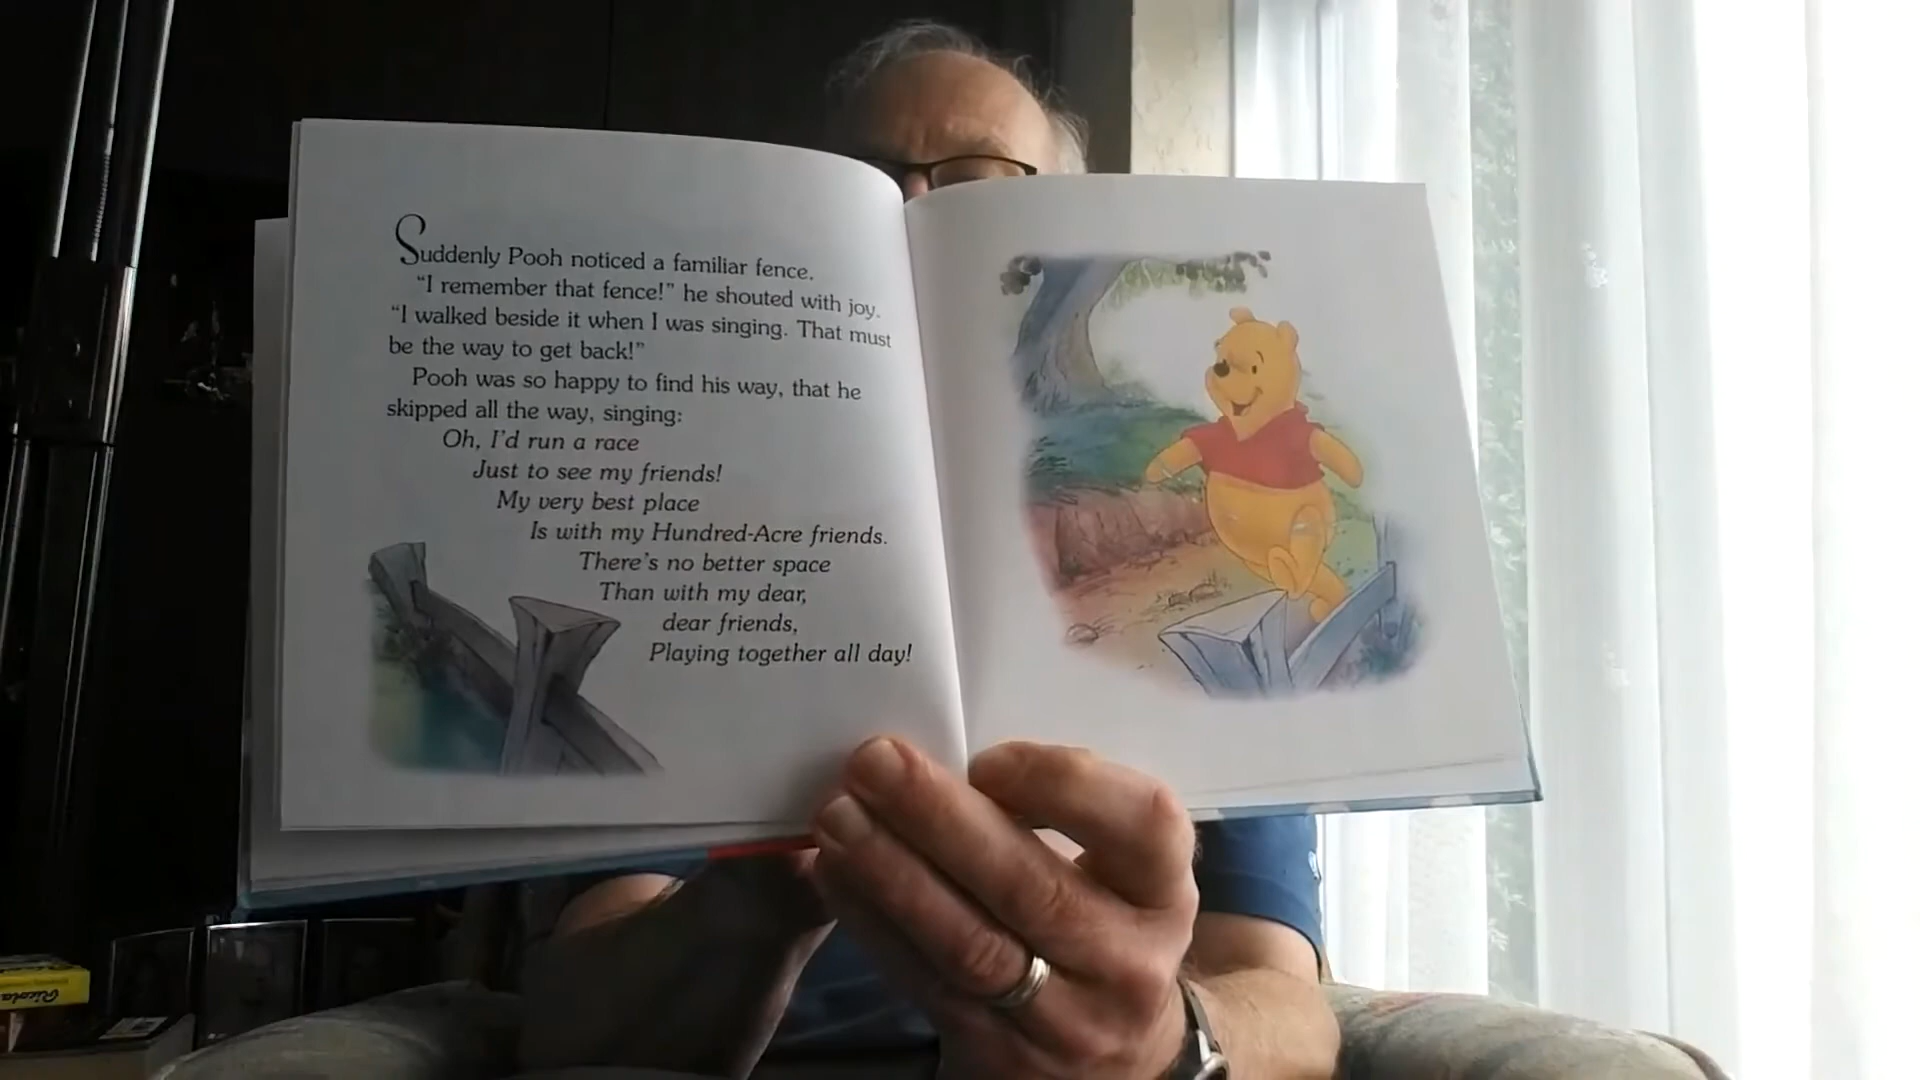 Suddenly Pooh noticed a familiar fence.
"I remember that fence!" he shouted with joy.
"I walked beside it when I was singing. That must
be the way to get back!"
Pooh was so happy to find his way, that he
skipped all the way, singing:
Oh, I'd run a race
Just to see my friends!
My very best place
Is with my Hundred-Acre friends.
There's no better space
Than with my dear,
dear friends,
Playing together all day!
Ricola